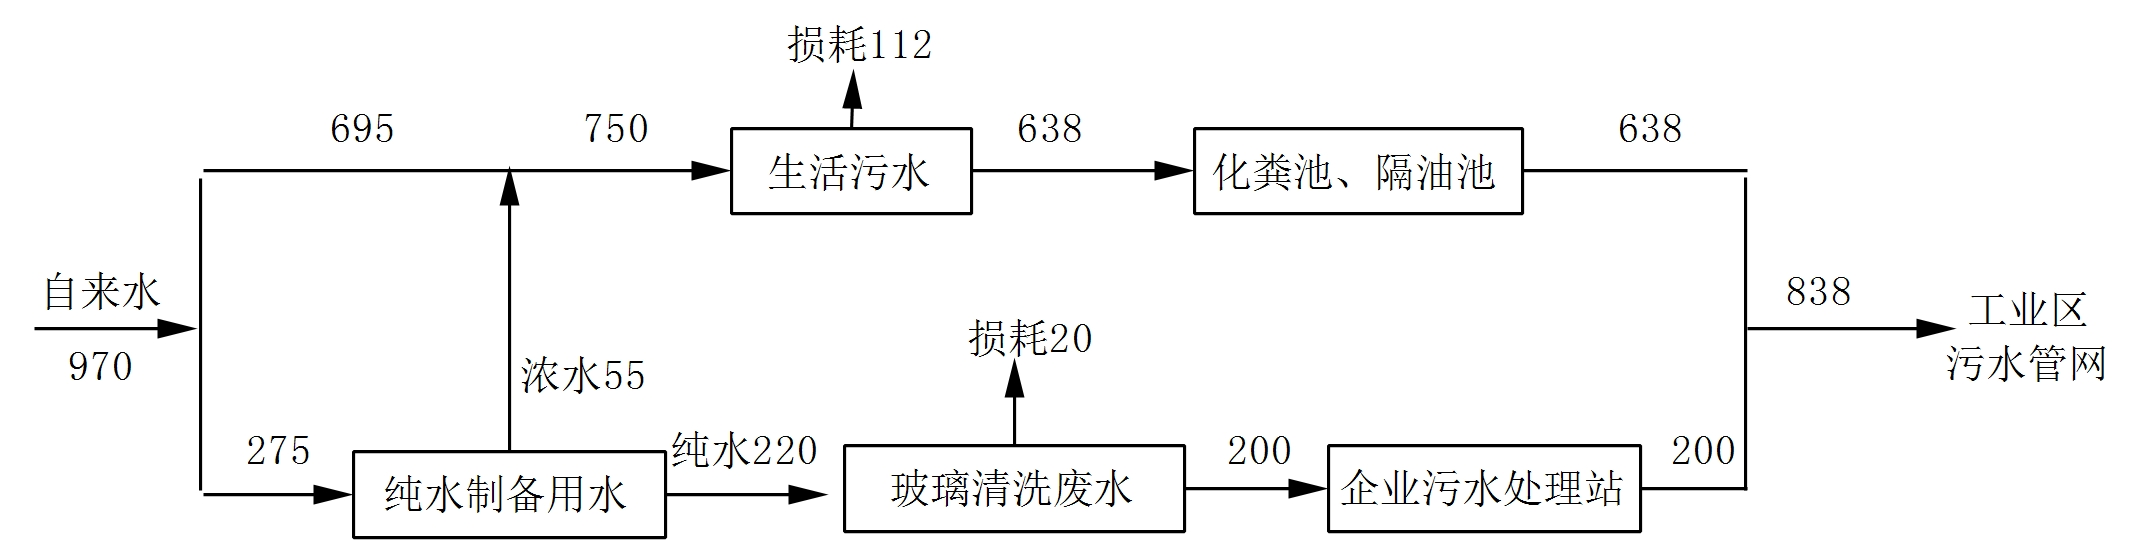 损耗112
695
750
638
638
生活污水
化粪池、隔油池
自来水
970
838
工业区
污水管网
浓水55
损耗20
275
纯水220
200
200
纯水制备用水
玻璃清洗废水
企业污水处理站